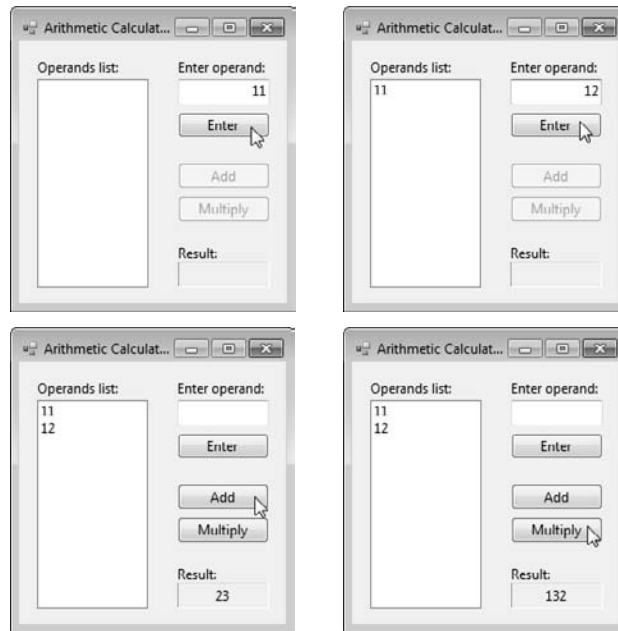 Arithmetic Calculat...
Operands list:
Enter operand:
11
Enter
Add
Multiply
Result:
Arithmetic Calculat...
Operands list:
Enter operand:
11
12
Enter
Add
Multiply
Result:
Arithmetic Calculat...
Operands list:
Enter operand:
11
12
Enter
Add
Multiply
Result:
23
Arithmetic Calculat...
Operands list:
Enter operand:
11
12
Enter
Add
Multiply
Result:
132